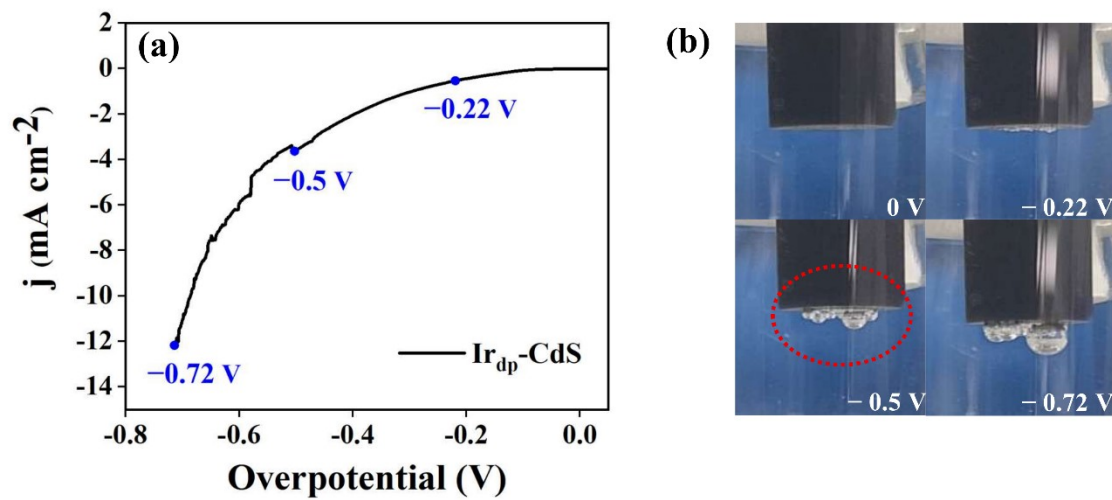 (a)
2
0
-2
-4
-6
-8
-10
-12
-14
j (mA cm⁻²)
−0.22 V
−0.5 V
−0.72 V
Ir_dp-CdS
-0.8
-0.6
-0.4
-0.2
0.0
Overpotential (V)
(b)
0 V
− 0.22 V
− 0.5 V
− 0.72 V